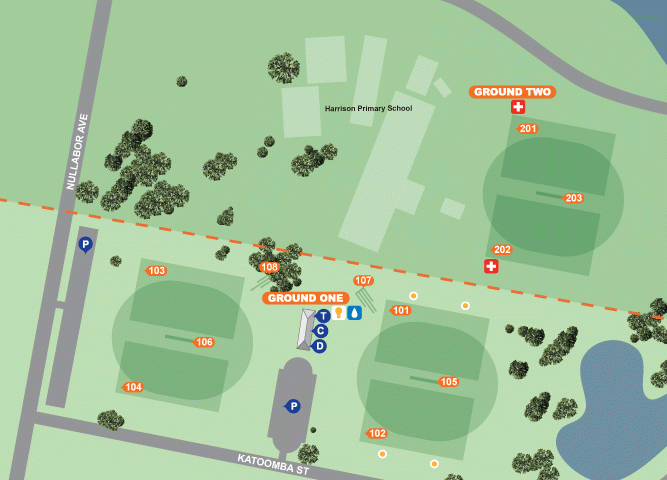 GROUND TWO
Harrison Primary School
201
NULLABOR AVE
203
P
202
103
108
107
GROUND ONE
101
T
C
106
D
105
104
P
102
KATOOMBA ST